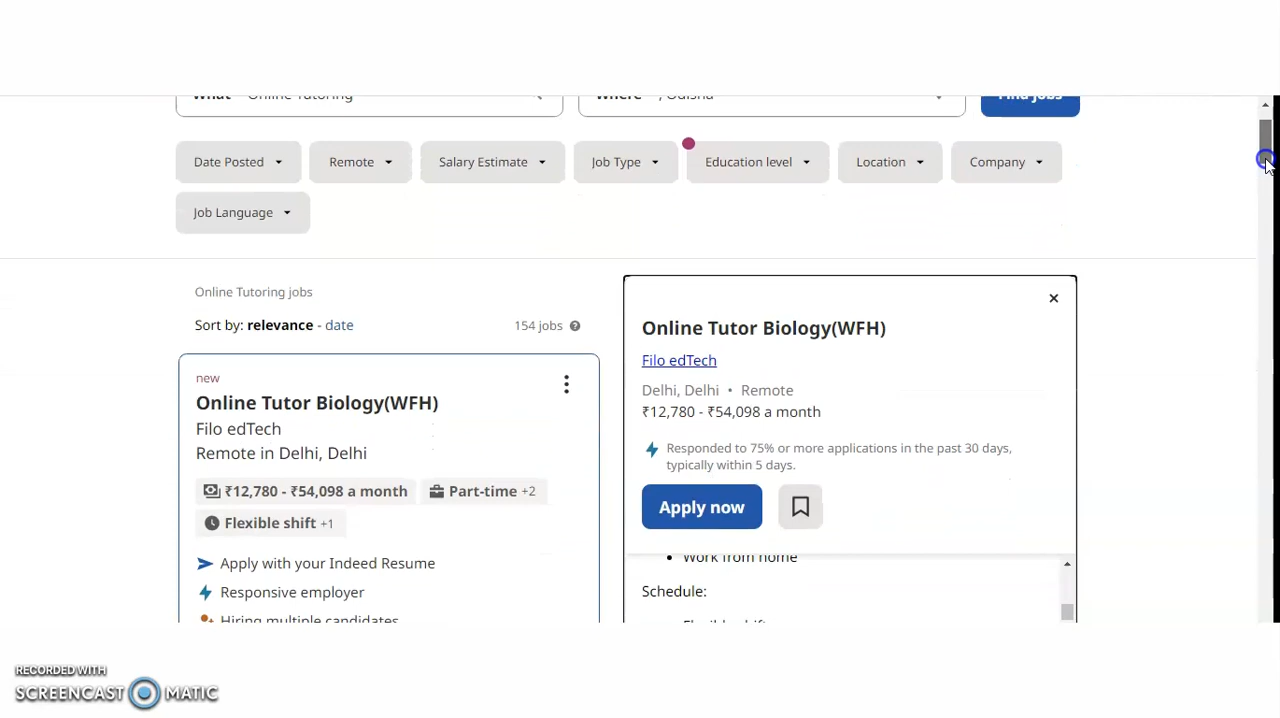 What Online Tutoring
Where , Odisha
Find jobs
Date Posted
Remote
Salary Estimate
Job Type
Education level
Location
Company
Job Language
Online Tutoring jobs
Sort by: relevance - date
154 jobs
new
Online Tutor Biology(WFH)
Filo edTech
Remote in Delhi, Delhi
₹12,780 - ₹54,098 a month
Part-time +2
Flexible shift +1
Apply with your Indeed Resume
Responsive employer
Hiring multiple candidates
Online Tutor Biology(WFH)
Filo edTech
Delhi, Delhi • Remote
₹12,780 - ₹54,098 a month
Responded to 75% or more applications in the past 30 days,
typically within 5 days.
Apply now
• Work from home
Schedule:
Flexible shift
RECORDED WITH
SCREENCAST MATIC